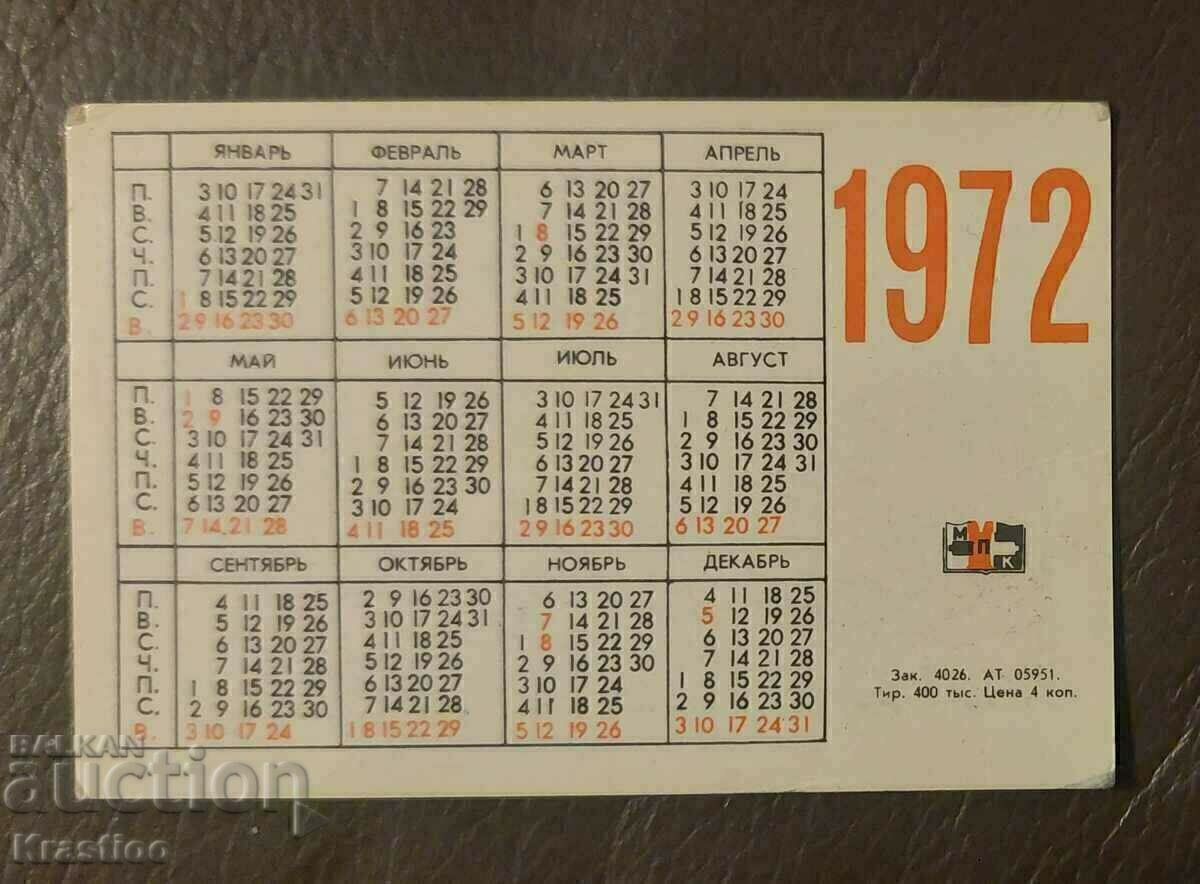 1972
ЯНВАРЬ ФЕВРАЛЬ МАРТ АПРЕЛЬ
П. 3 10 17 24 31 7 14 21 28 6 13 20 27 3 10 17 24
В. 4 11 18 25 1 8 15 22 29 7 14 21 28 4 11 18 25
С. 5 12 19 26 2 9 16 23 1 8 15 22 29 5 12 19 26
Ч. 6 13 20 27 3 10 17 24 2 9 16 23 30 6 13 20 27
П. 7 14 21 28 4 11 18 25 3 10 17 24 31 7 14 21 28
С. 1 8 15 22 29 5 12 19 26 4 11 18 25 1 8 15 22 29
В. 2 9 16 23 30 6 13 20 27 5 12 19 26 2 9 16 23 30
МАЙ ИЮНЬ ИЮЛЬ АВГУСТ
П. 1 8 15 22 29 5 12 19 26 3 10 17 24 31 7 14 21 28
В. 2 9 16 23 30 6 13 20 27 4 11 18 25 1 8 15 22 29
С. 3 10 17 24 31 7 14 21 28 5 12 19 26 2 9 16 23 30
Ч. 4 11 18 25 1 8 15 22 29 6 13 20 27 3 10 17 24 31
П. 5 12 19 26 2 9 16 23 30 7 14 21 28 4 11 18 25
С. 6 13 20 27 3 10 17 24 1 8 15 22 29 5 12 19 26
В. 7 14 21 28 4 11 18 25 2 9 16 23 30 6 13 20 27
СЕНТЯБРЬ ОКТЯБРЬ НОЯБРЬ ДЕКАБРЬ
П. 4 11 18 25 2 9 16 23 30 6 13 20 27 4 11 18 25
В. 5 12 19 26 3 10 17 24 31 7 14 21 28 5 12 19 26
С. 6 13 20 27 4 11 18 25 1 8 15 22 29 6 13 20 27
Ч. 7 14 21 28 5 12 19 26 2 9 16 23 30 7 14 21 28
П. 1 8 15 22 29 6 13 20 27 3 10 17 24 1 8 15 22 29
С. 2 9 16 23 30 7 14 21 28 4 11 18 25 2 9 16 23 30
В. 3 10 17 24 1 8 15 22 29 5 12 19 26 3 10 17 24 31
МПК
Зак. 4026. АТ 05951.
Тир. 400 тыс. Цена 4 коп.
BALKAN
auction
Krastioo